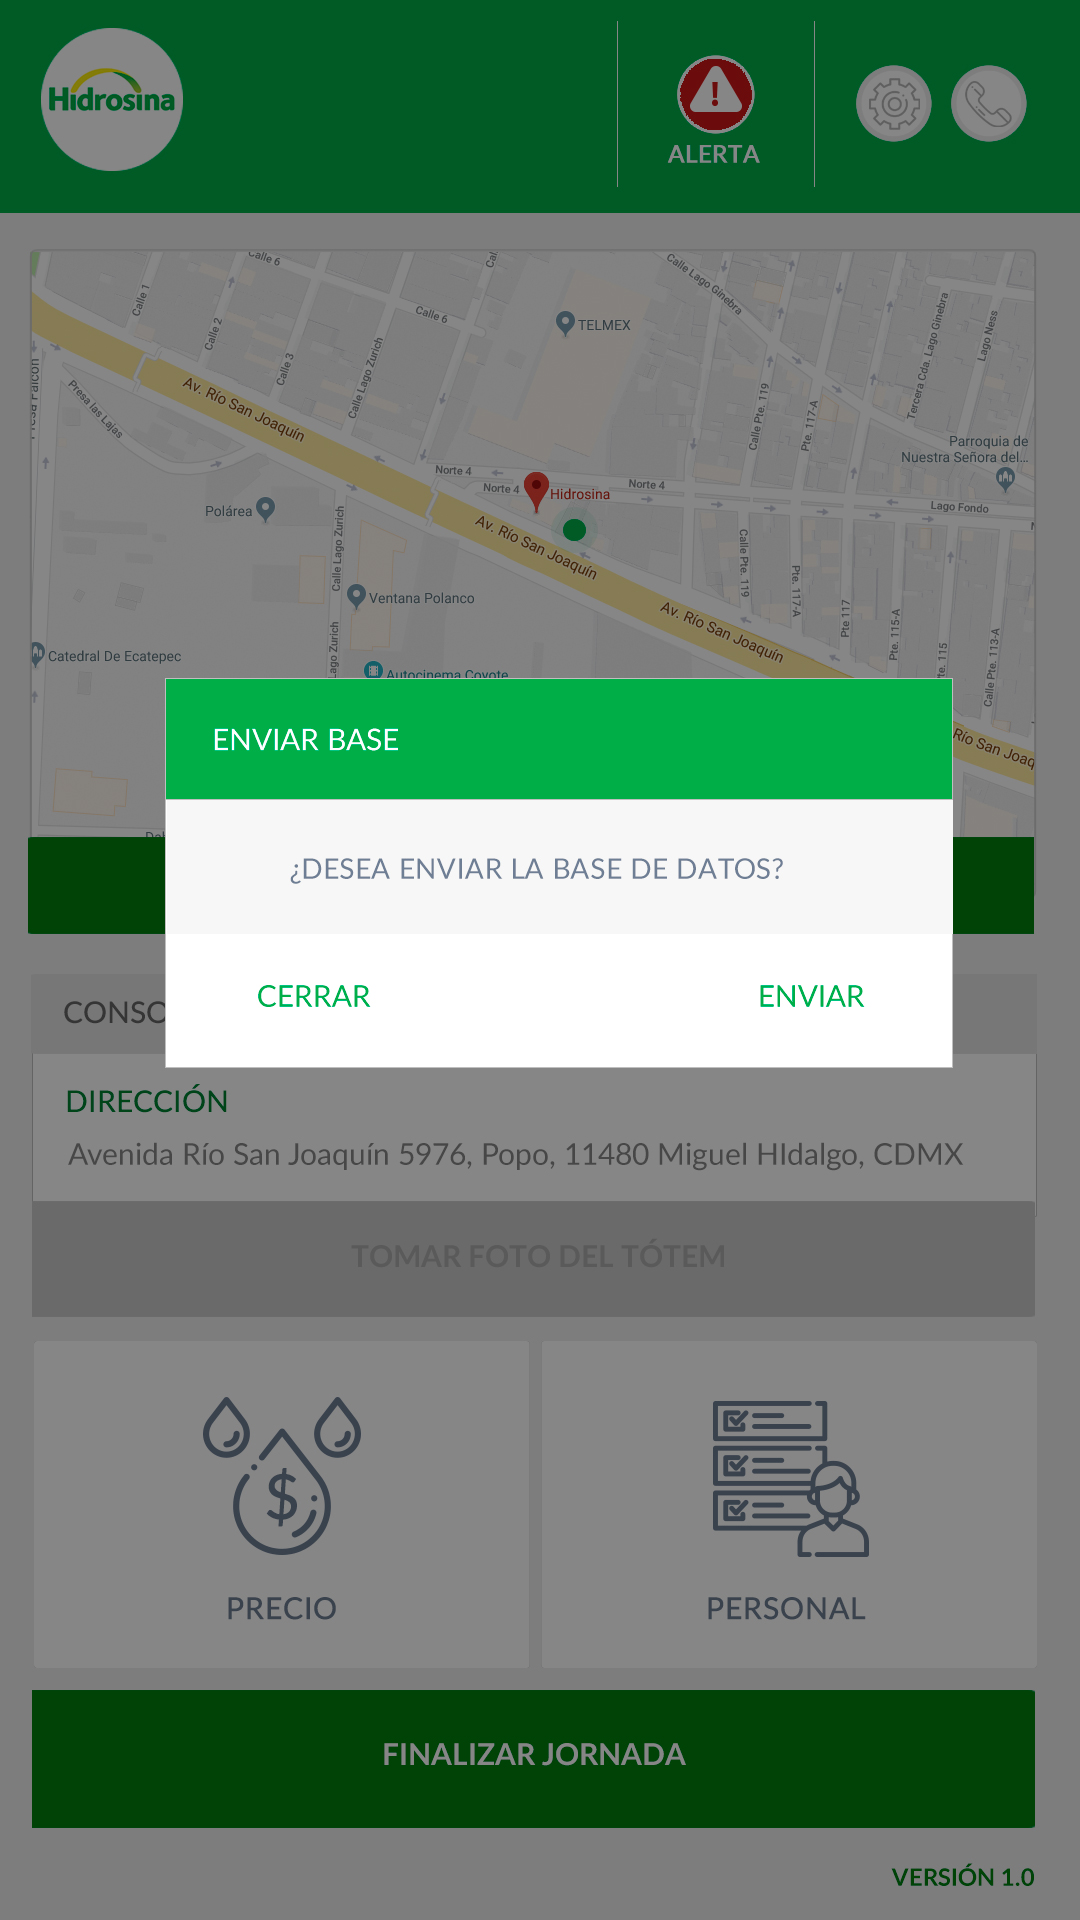 Hidrosina
ALERTA
Calle 6
Calle 1
Calle 2
Calle 3
Calle 6
Calle Lago Zurich
Calle Lago Ginebra
TELMEX
Tercera Cda. Lago Ginebra
Lago Ness
Presa las Lajas
Av. Río San Joaquín
Calle Pte. 119
Pte. 117-A
Parroquia de
Nuestra Señora del...
Norte 4
Norte 4
Norte 4
Hidrosina
Polárea
Calle Lago Zurich
Av. Río San Joaquín
Lago Fondo
Calle Pte. 119
Pte. 117-A
Pte 117
Pte. 115-A
Calle Pte. 113-A
Ventana Polanco
Av. Río San Joaquín
Catedral De Ecatepec
Lago Zurich
Autocinema Coyote
Río San Joaq
ENVIAR BASE
¿DESEA ENVIAR LA BASE DE DATOS?
CERRAR
ENVIAR
CONSO
DIRECCIÓN
Avenida Río San Joaquín 5976, Popo, 11480 Miguel HIdalgo, CDMX
TOMAR FOTO DEL TÓTEM
PRECIO
PERSONAL
FINALIZAR JORNADA
VERSIÓN 1.0